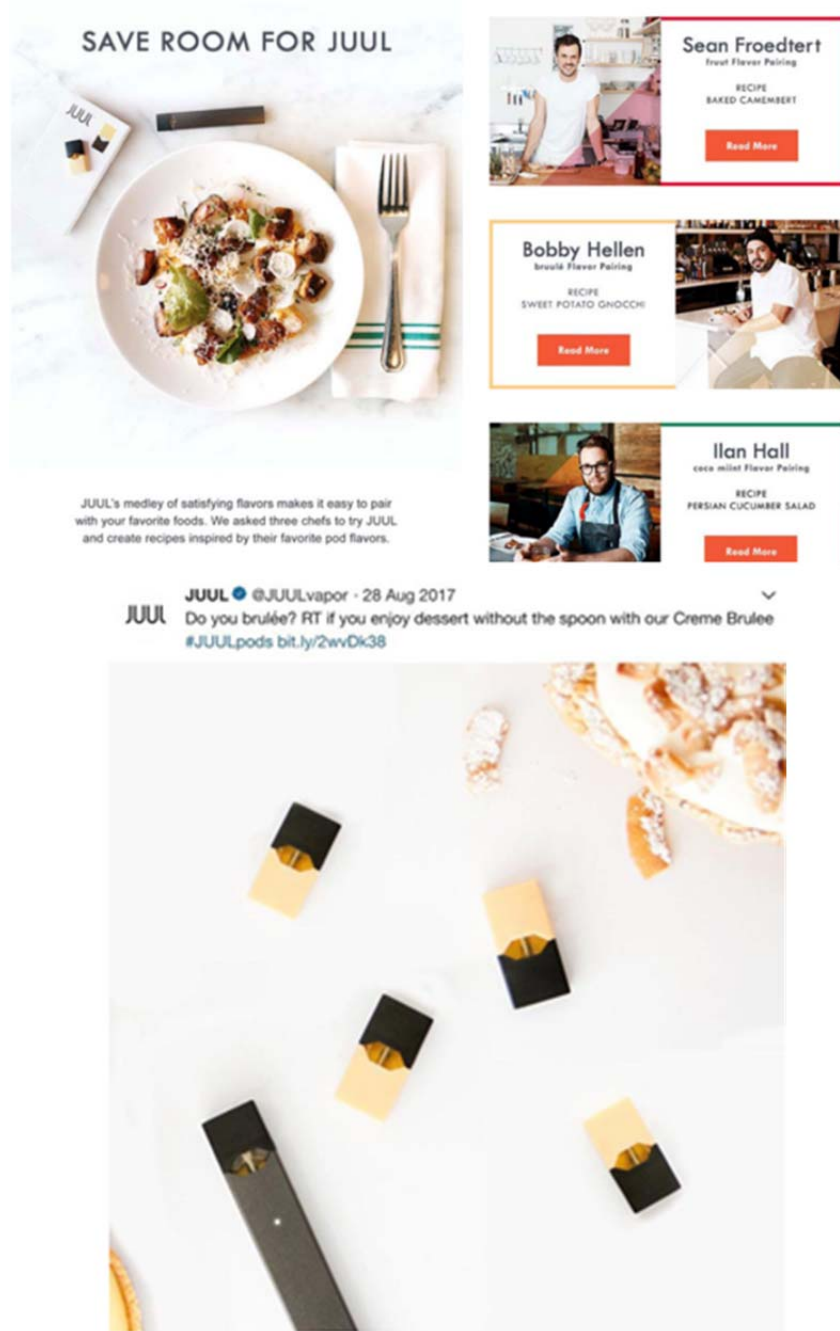 SAVE ROOM FOR JUUL
JUUL
JUUL's medley of satisfying flavors makes it easy to pair
with your favorite foods. We asked three chefs to try JUUL
and create recipes inspired by their favorite pod flavors.
Sean Froedtert
fruut Flavor Pairing
RECIPE
BAKED CAMEMBERT
Read More
Bobby Hellen
bruulé Flavor Pairing
RECIPE
SWEET POTATO GNOCCHI
Read More
Ilan Hall
coco miint Flavor Pairing
RECIPE
PERSIAN CUCUMBER SALAD
Read More
JUUL
JUUL @JUULvapor · 28 Aug 2017
Do you brulée? RT if you enjoy dessert without the spoon with our Creme Brulee
#JUULpods bit.ly/2wvDk38